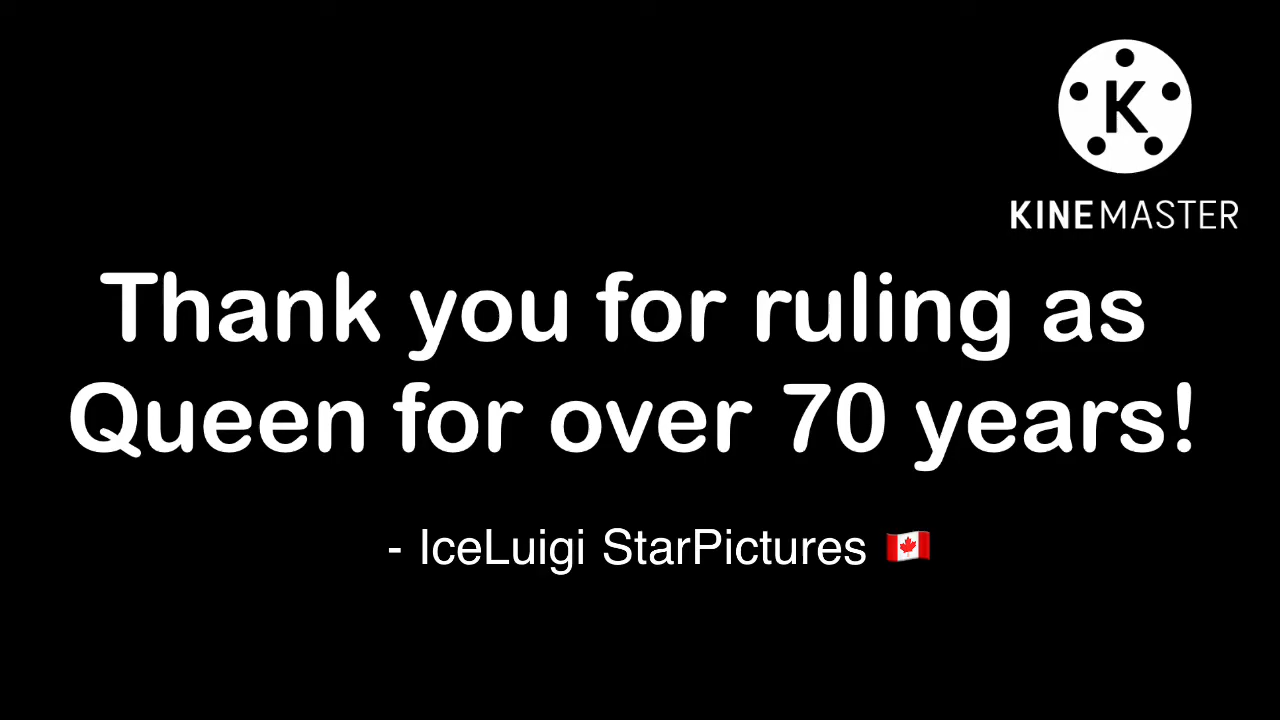 K
KINEMASTER
Thank you for ruling as
Queen for over 70 years!
- IceLuigi StarPictures 🇨🇦